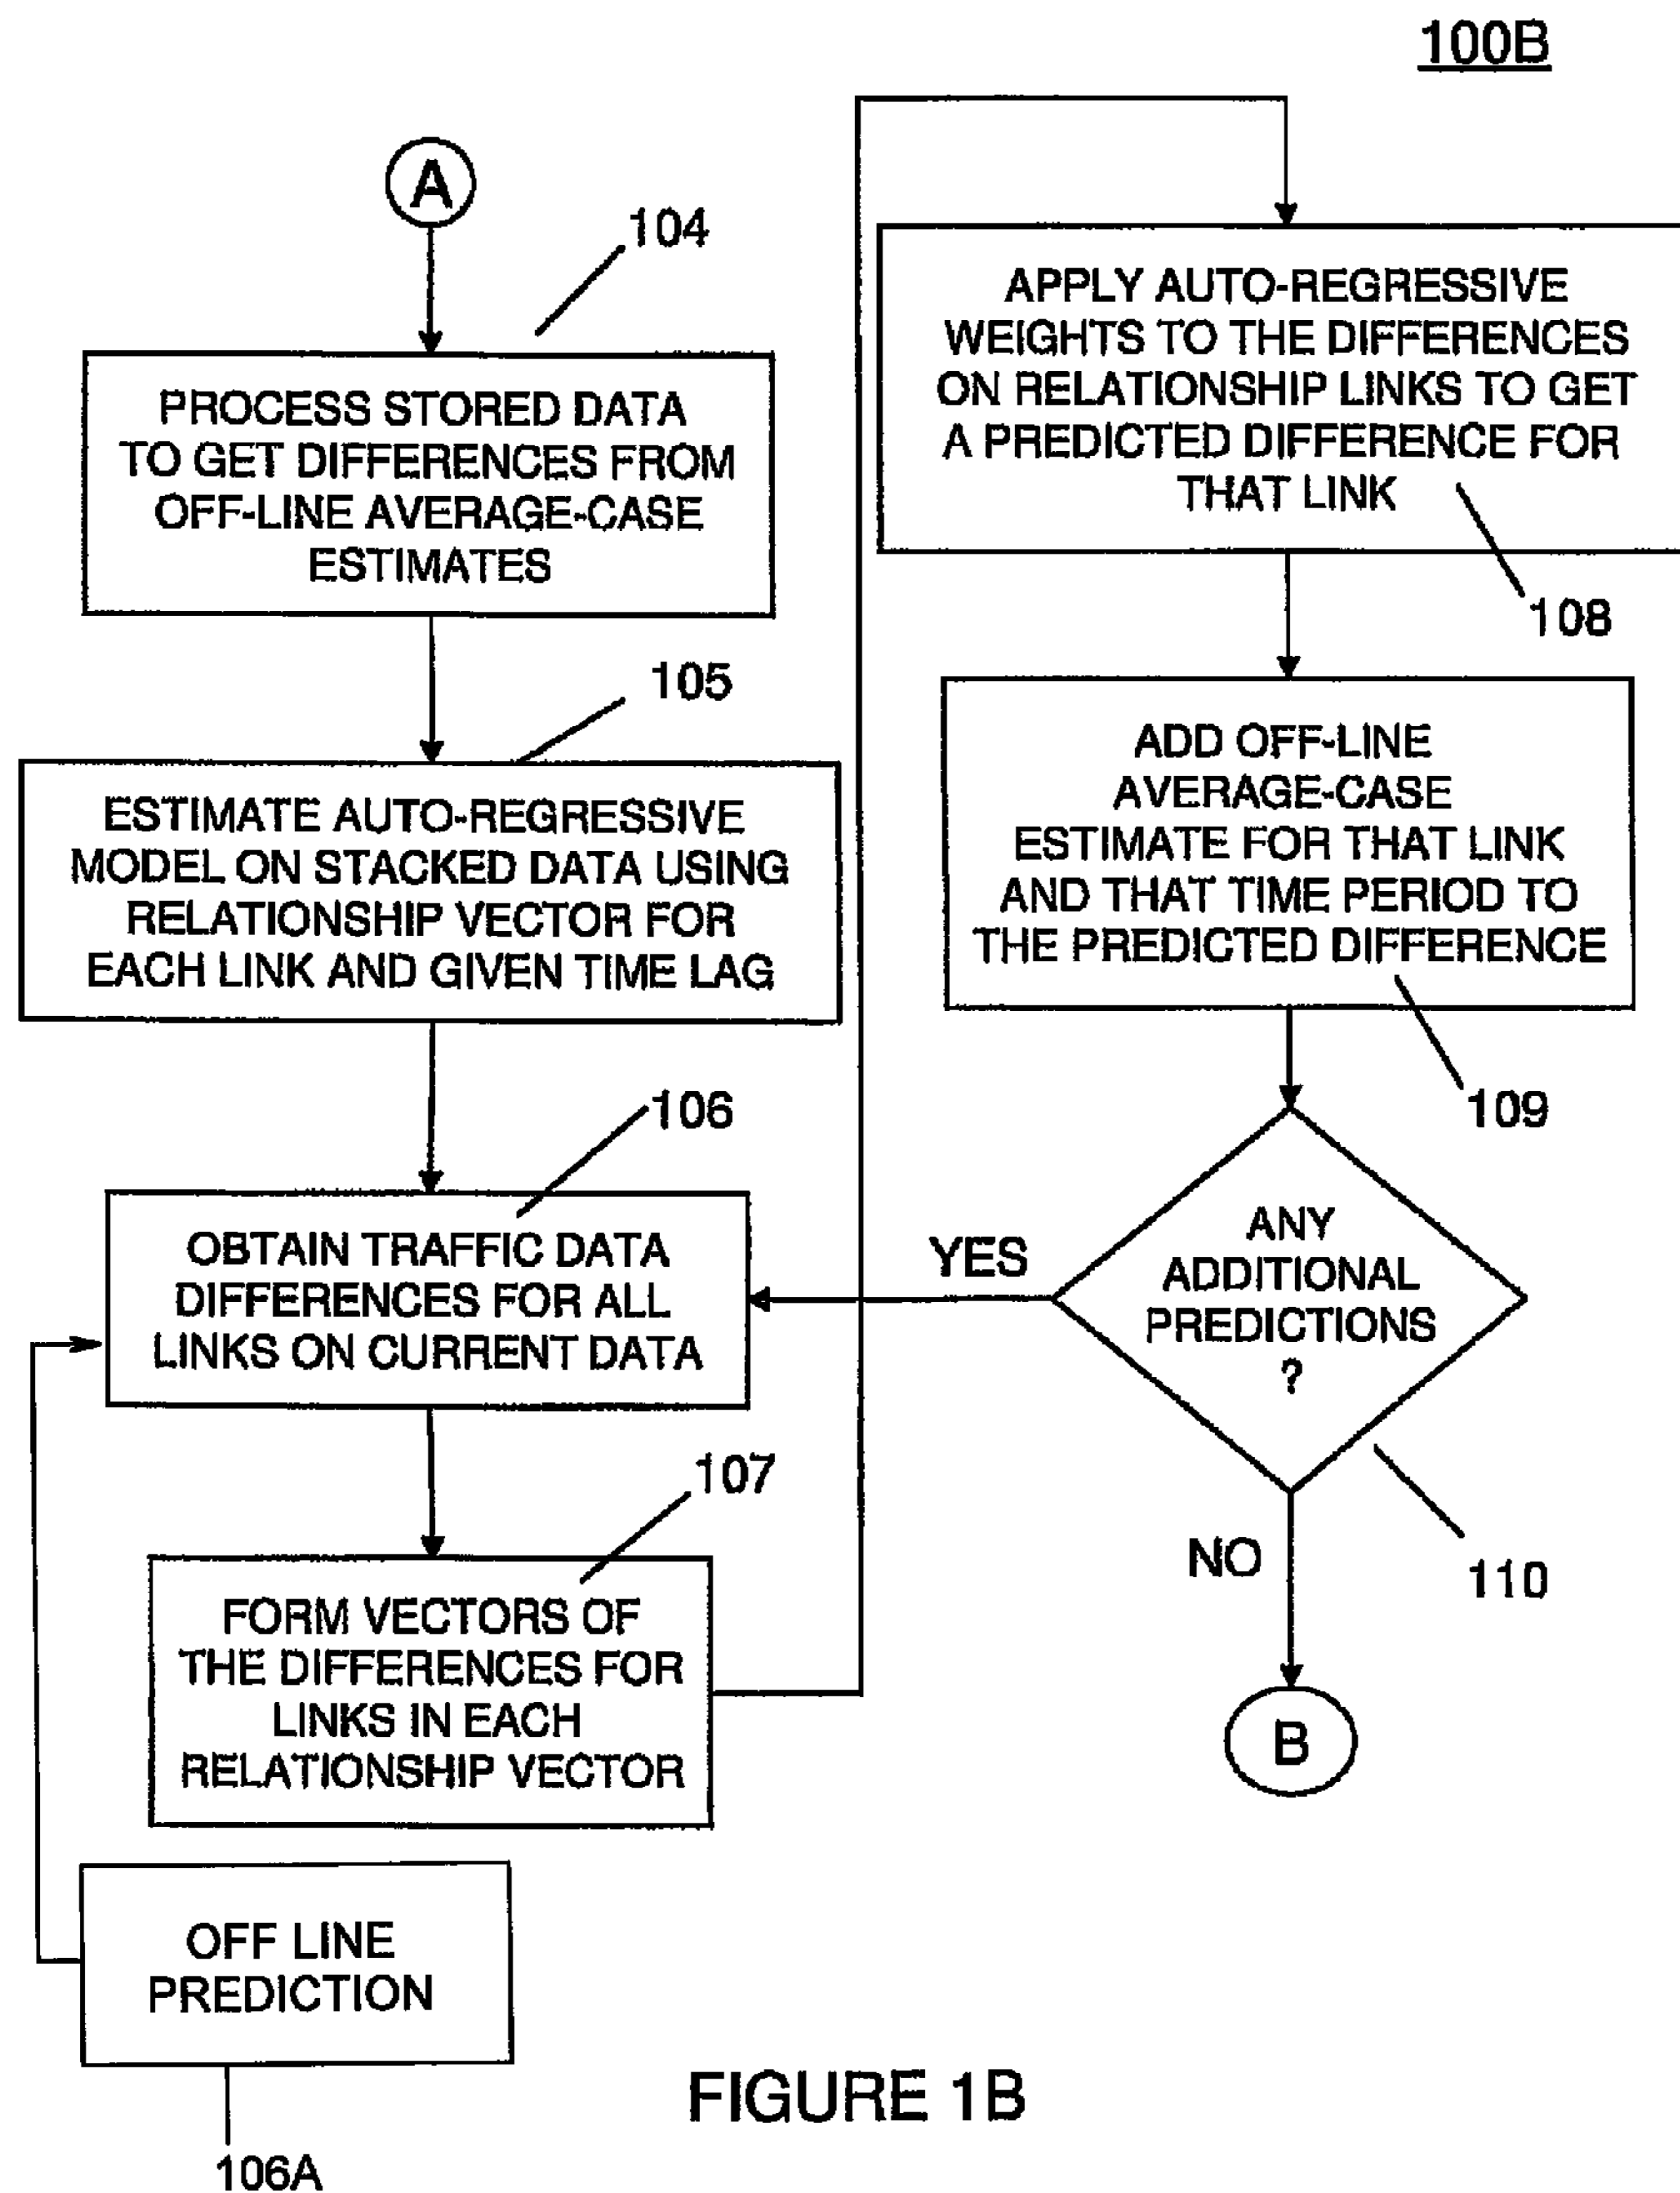 100B
A
104
PROCESS STORED DATA
TO GET DIFFERENCES FROM
OFF-LINE AVERAGE-CASE
ESTIMATES
105
ESTIMATE AUTO-REGRESSIVE
MODEL ON STACKED DATA USING
RELATIONSHIP VECTOR FOR
EACH LINK AND GIVEN TIME LAG
106
OBTAIN TRAFFIC DATA
DIFFERENCES FOR ALL
LINKS ON CURRENT DATA
107
FORM VECTORS OF
THE DIFFERENCES FOR
LINKS IN EACH
RELATIONSHIP VECTOR
OFF LINE
PREDICTION
106A
APPLY AUTO-REGRESSIVE
WEIGHTS TO THE DIFFERENCES
ON RELATIONSHIP LINKS TO GET
A PREDICTED DIFFERENCE FOR
THAT LINK
108
ADD OFF-LINE
AVERAGE-CASE
ESTIMATE FOR THAT LINK
AND THAT TIME PERIOD TO
THE PREDICTED DIFFERENCE
109
YES
ANY
ADDITIONAL
PREDICTIONS
?
110
NO
B
FIGURE 1B